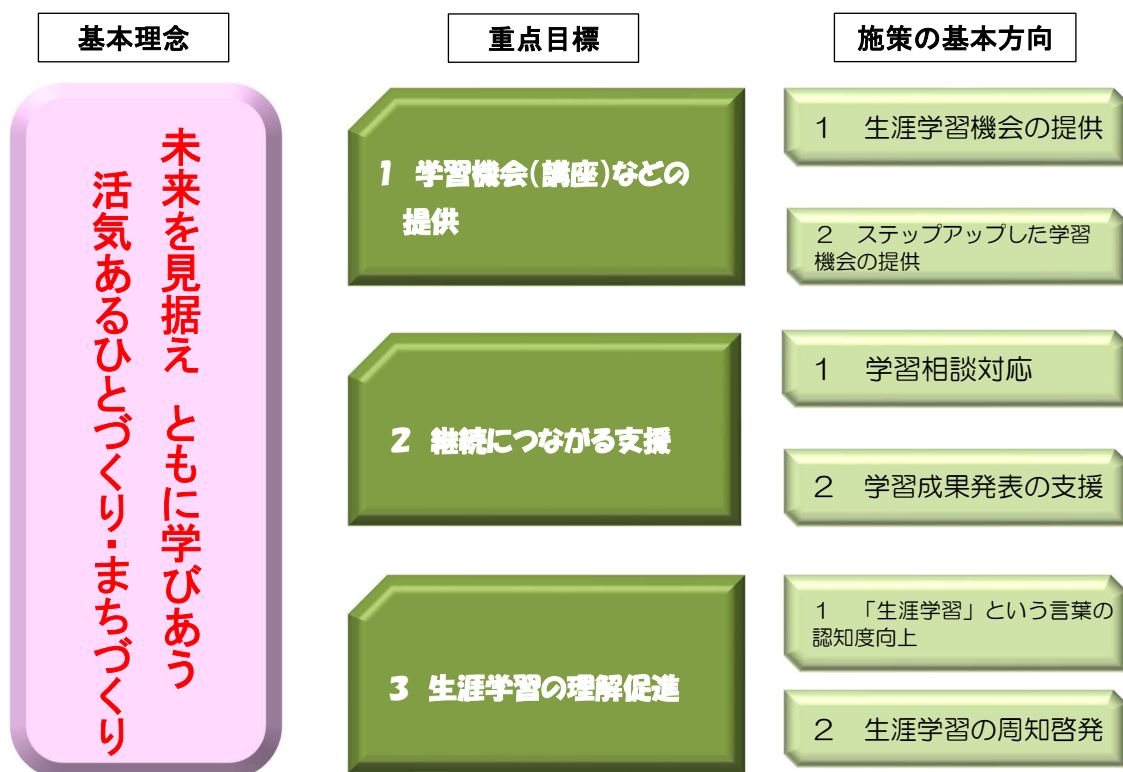 基本理念
重点目標
施策の基本方向
未来を見据え ともに学びあう
活気あるひとづくり・まちづくり
1 学習機会(講座)などの
提供
1 生涯学習機会の提供
2 ステップアップした学習
機会の提供
2 継続につながる支援
1 学習相談対応
2 学習成果発表の支援
3 生涯学習の理解促進
1 「生涯学習」という言葉の
認知度向上
2 生涯学習の周知啓発